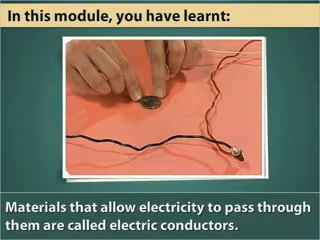 In this module, you have learnt:
Materials that allow electricity to pass through
them are called electric conductors.